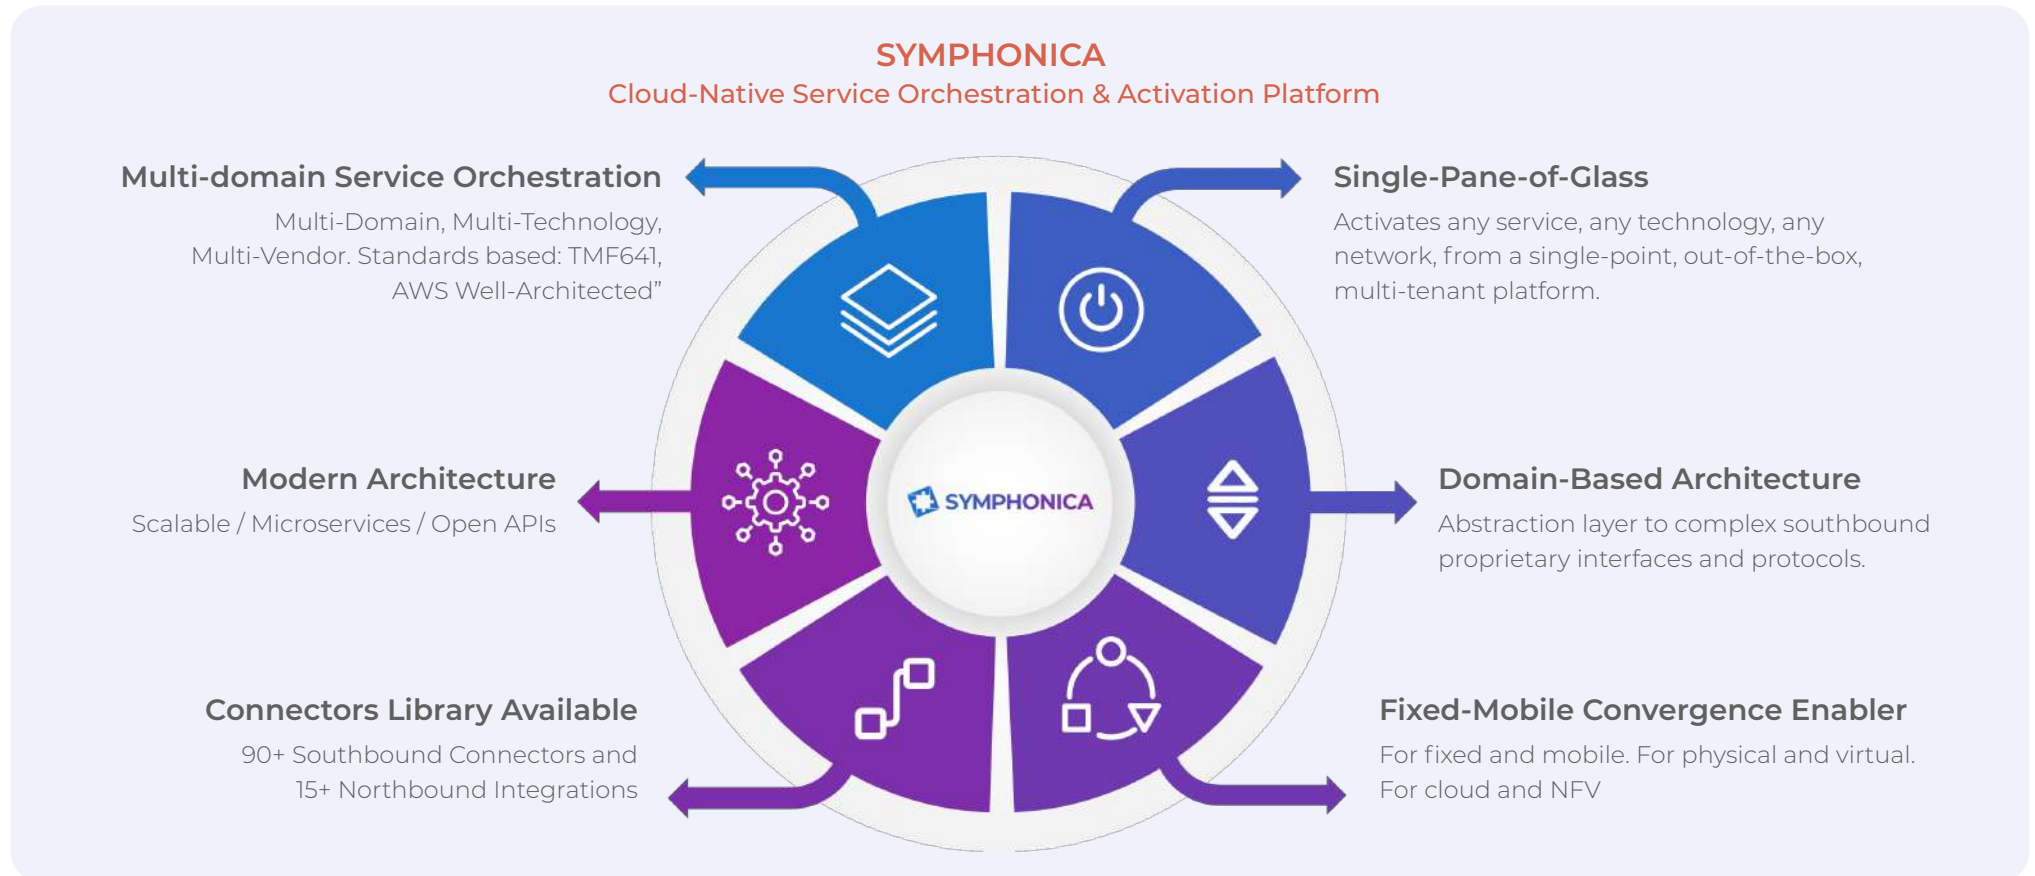 SYMPHONICA
Cloud-Native Service Orchestration & Activation Platform
Multi-domain Service Orchestration
Multi-Domain, Multi-Technology,
Multi-Vendor. Standards based: TMF641,
AWS Well-Architected”
Single-Pane-of-Glass
Activates any service, any technology, any
network, from a single-point, out-of-the-box,
multi-tenant platform.
Modern Architecture
Scalable / Microservices / Open APIs
SYMPHONICA
Domain-Based Architecture
Abstraction layer to complex southbound
proprietary interfaces and protocols.
Connectors Library Available
90+ Southbound Connectors and
15+ Northbound Integrations
Fixed-Mobile Convergence Enabler
For fixed and mobile. For physical and virtual.
For cloud and NFV